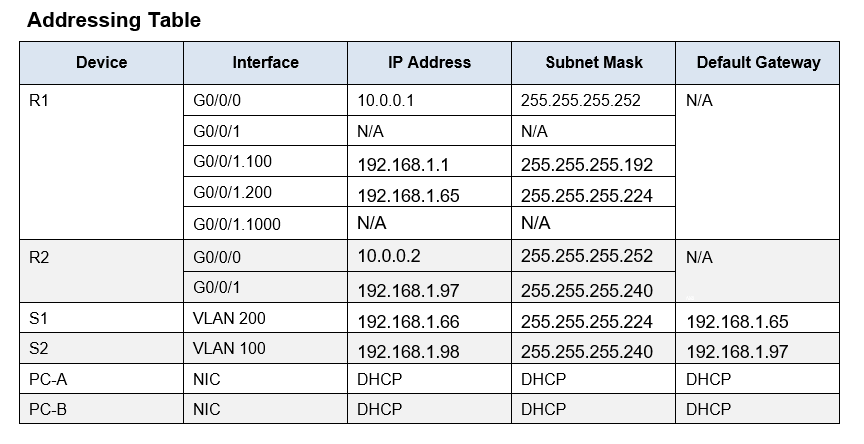 Addressing Table
Device Interface IP Address Subnet Mask Default Gateway
R1 G0/0/0 10.0.0.1 255.255.255.252 N/A
G0/0/1 N/A N/A
G0/0/1.100 192.168.1.1 255.255.255.192
G0/0/1.200 192.168.1.65 255.255.255.224
G0/0/1.1000 N/A N/A
R2 G0/0/0 10.0.0.2 255.255.255.252 N/A
G0/0/1 192.168.1.97 255.255.255.240
S1 VLAN 200 192.168.1.66 255.255.255.224 192.168.1.65
S2 VLAN 100 192.168.1.98 255.255.255.240 192.168.1.97
PC-A NIC DHCP DHCP DHCP
PC-B NIC DHCP DHCP DHCP